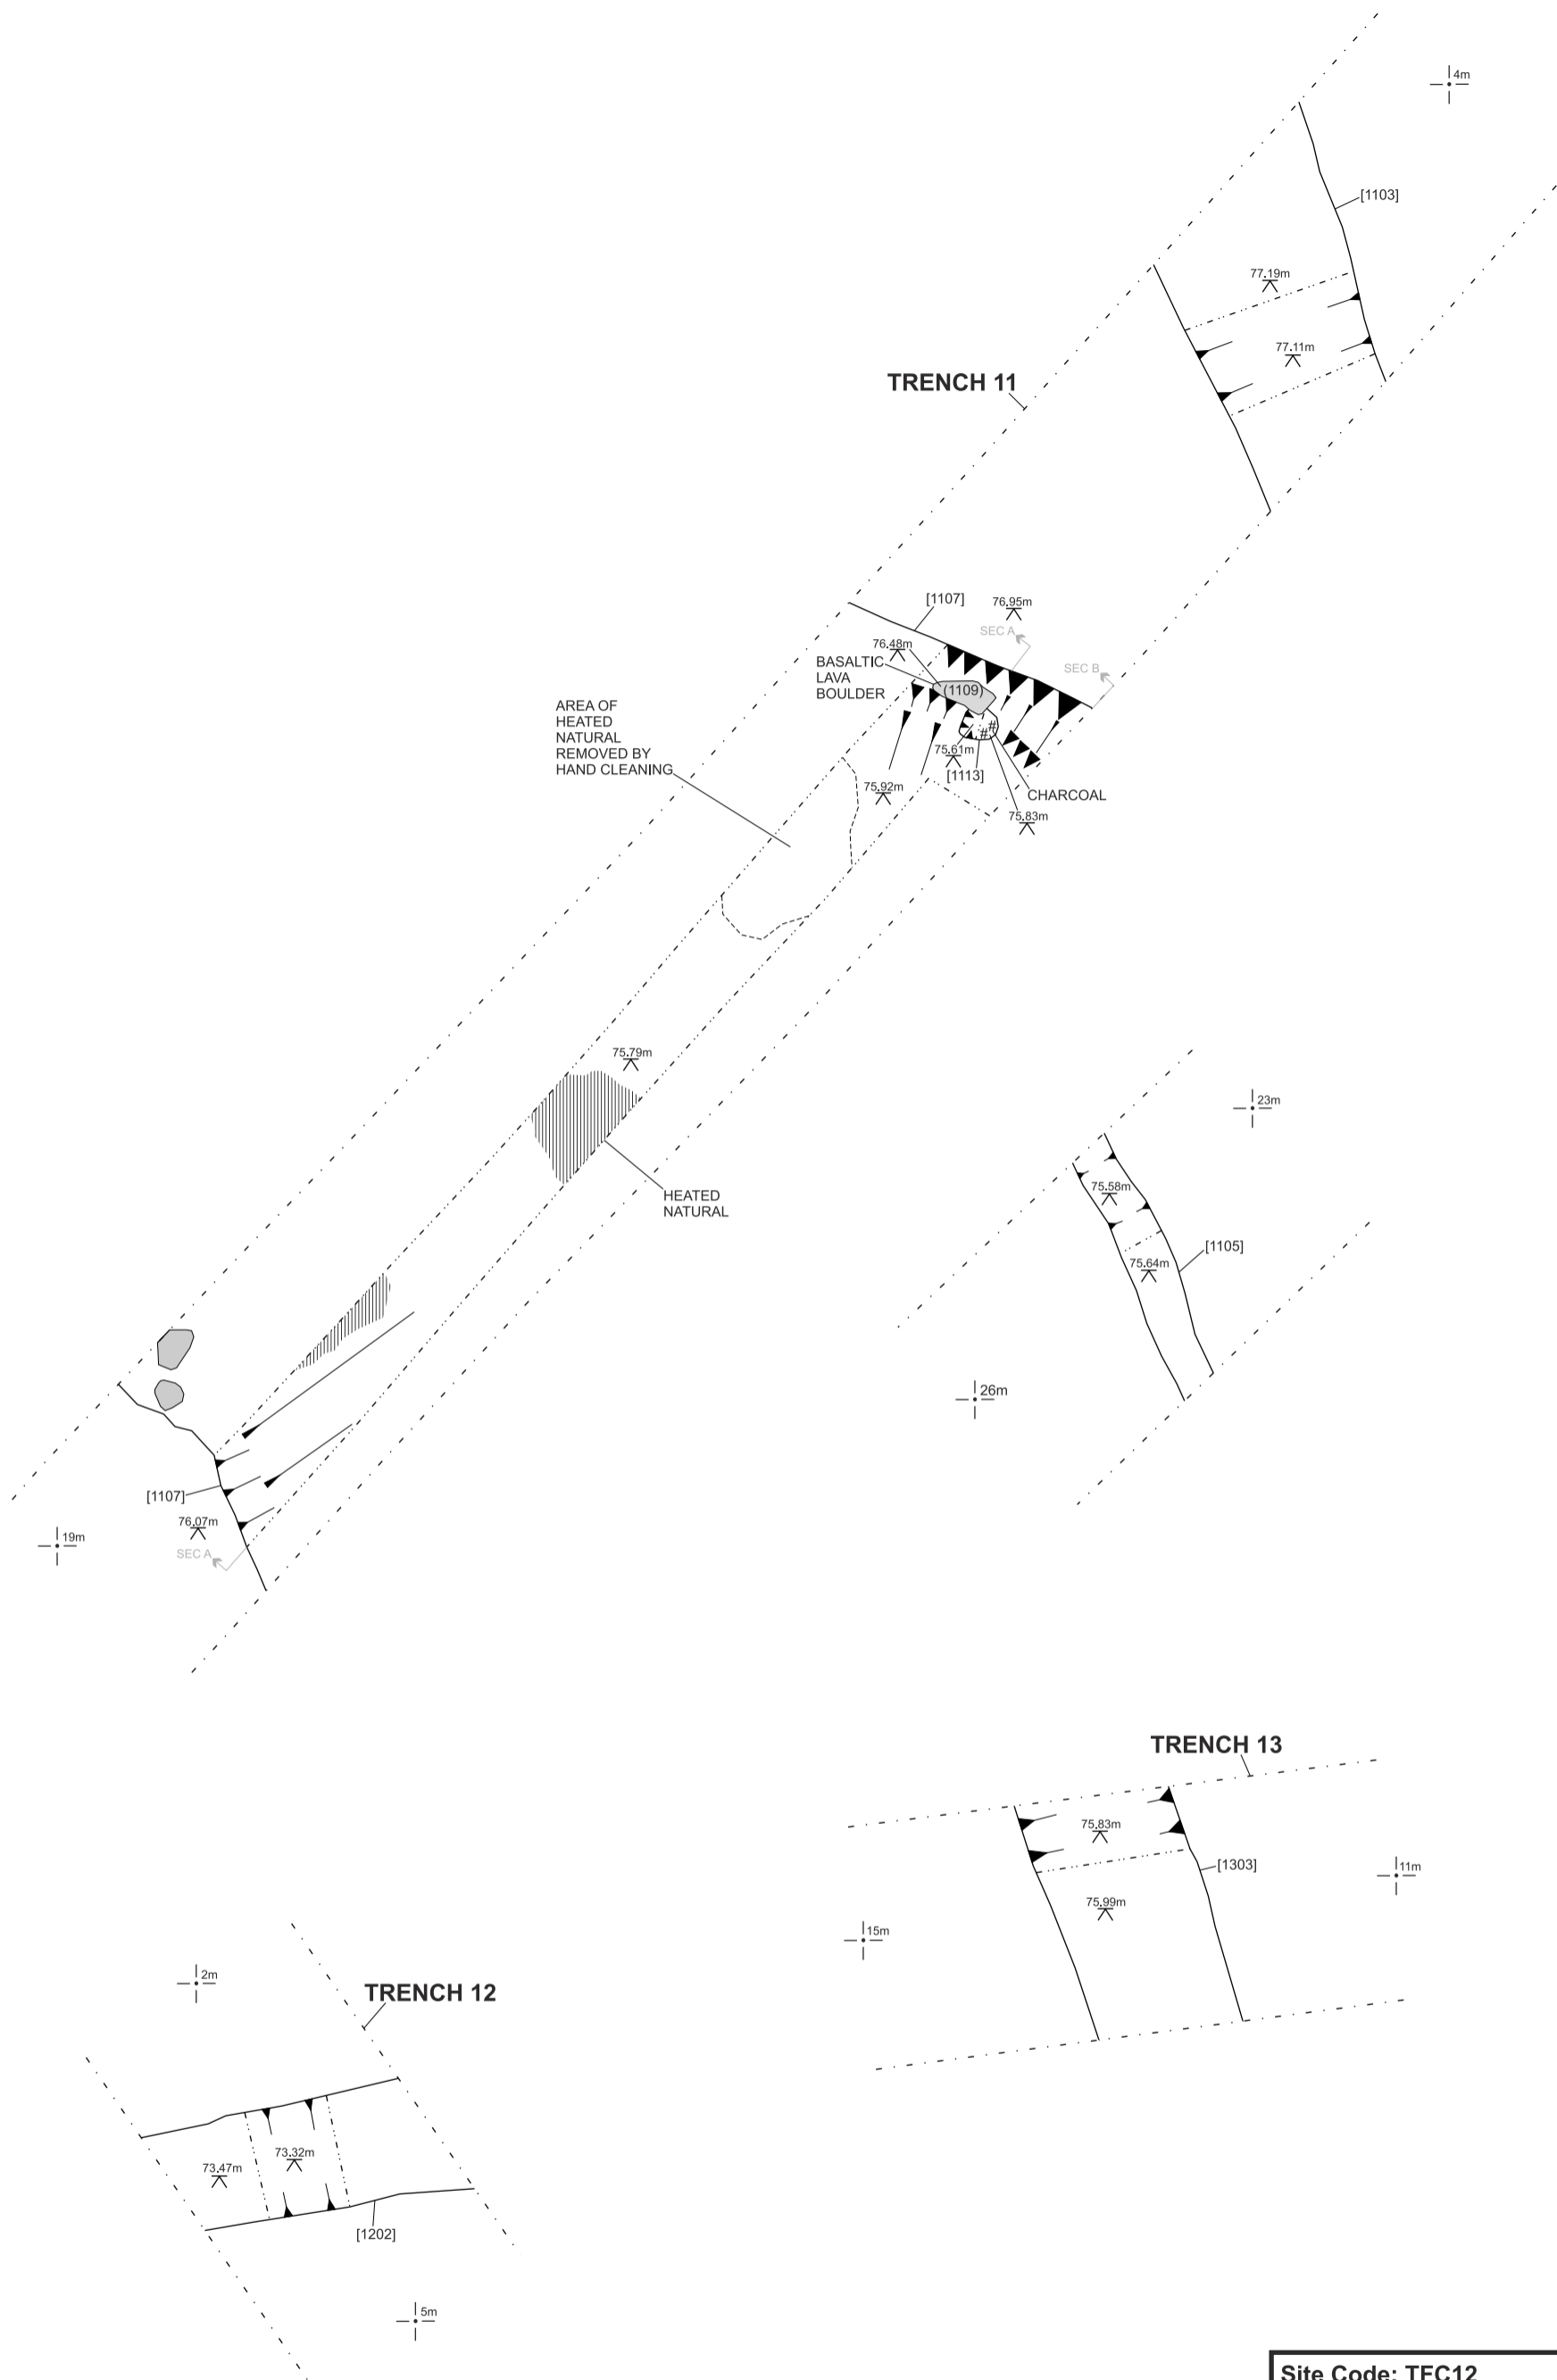 4m
[1103]
77.19m
77.11m
TRENCH 11
[1107]
76.95m
SEC A
76.48m
BASALTIC
LAVA
BOULDER
(1109)
SEC B
AREA OF
HEATED
NATURAL
REMOVED BY
HAND CLEANING
#
#
75.61m
[1113]
75.92m
CHARCOAL
75.83m
75.79m
HEATED
NATURAL
23m
75.58m
[1105]
75.64m
26m
[1107]
76.07m
19m
SEC A
TRENCH 13
75.83m
[1303]
11m
75.99m
15m
2m
TRENCH 12
73.47m
73.32m
[1202]
5m
Site Code: TEC12